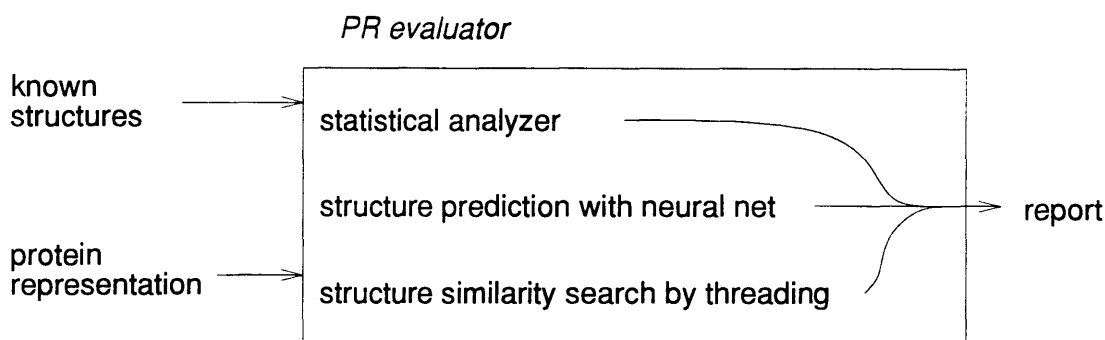 PR evaluator
known
structures
statistical analyzer
structure prediction with neural net
report
protein
representation
structure similarity search by threading